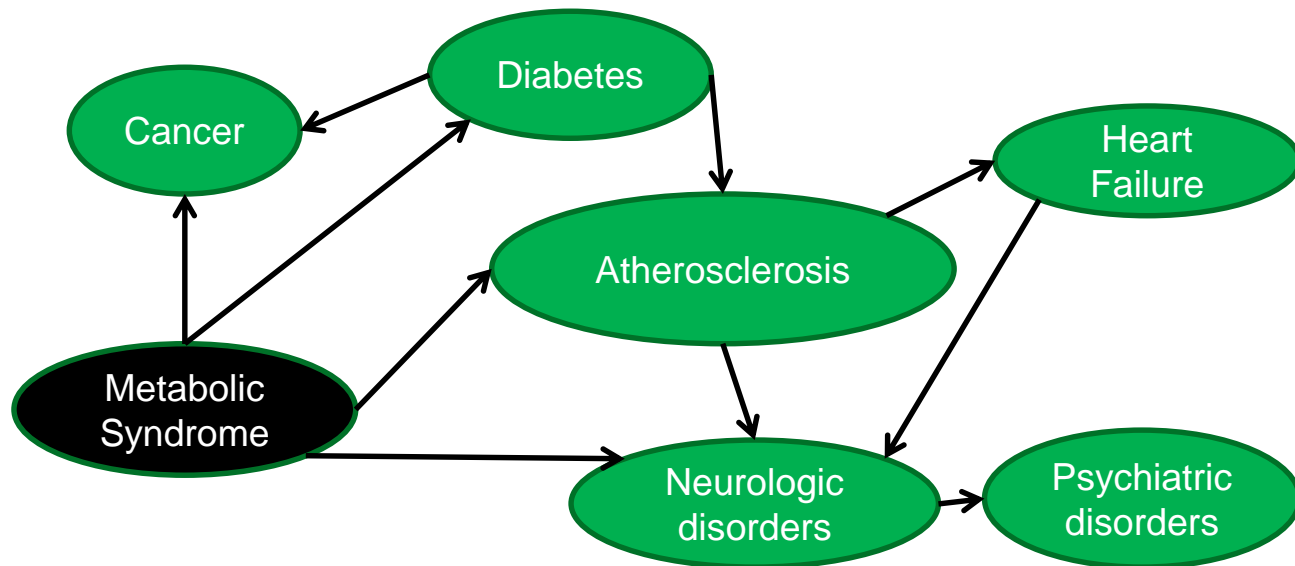 Diabetes
Cancer
Heart
Failure
Atherosclerosis
Metabolic
Syndrome
Neurologic
disorders
Psychiatric
disorders